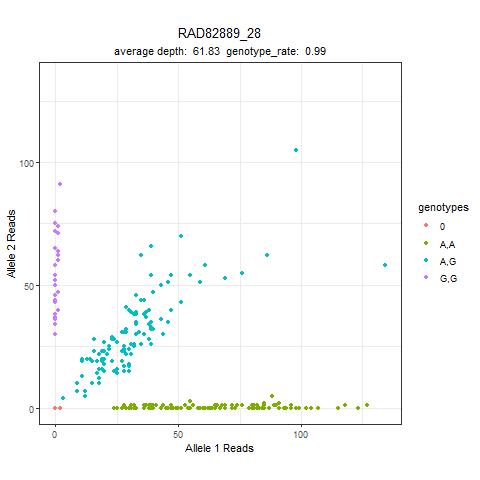 RAD82889_28
average depth: 61.83 genotype_rate: 0.99
Allele 2 Reads
100
50
0
0
50
100
Allele 1 Reads
genotypes
0
A,A
A,G
G,G